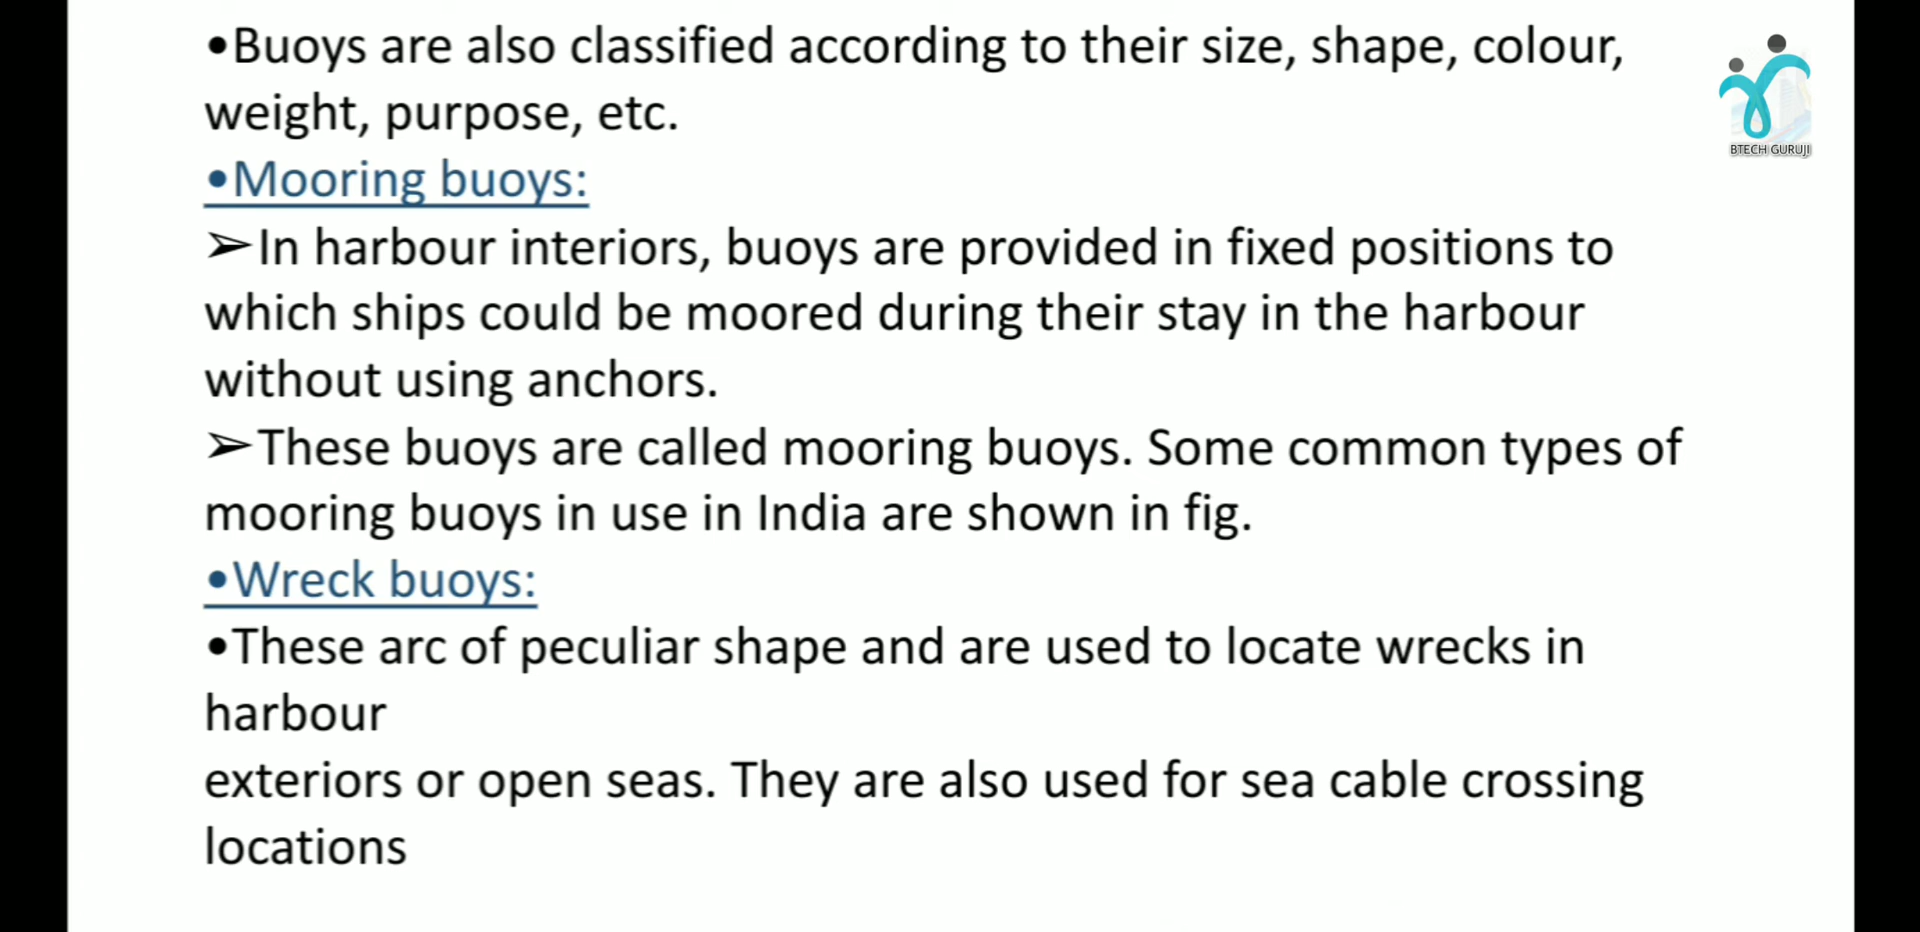 •Buoys are also classified according to their size, shape, colour,
weight, purpose, etc.
•Mooring buoys:
➢In harbour interiors, buoys are provided in fixed positions to
which ships could be moored during their stay in the harbour
without using anchors.
➢These buoys are called mooring buoys. Some common types of
mooring buoys in use in India are shown in fig.
•Wreck buoys:
•These arc of peculiar shape and are used to locate wrecks in
harbour
exteriors or open seas. They are also used for sea cable crossing
locations
BTECH GURUJI